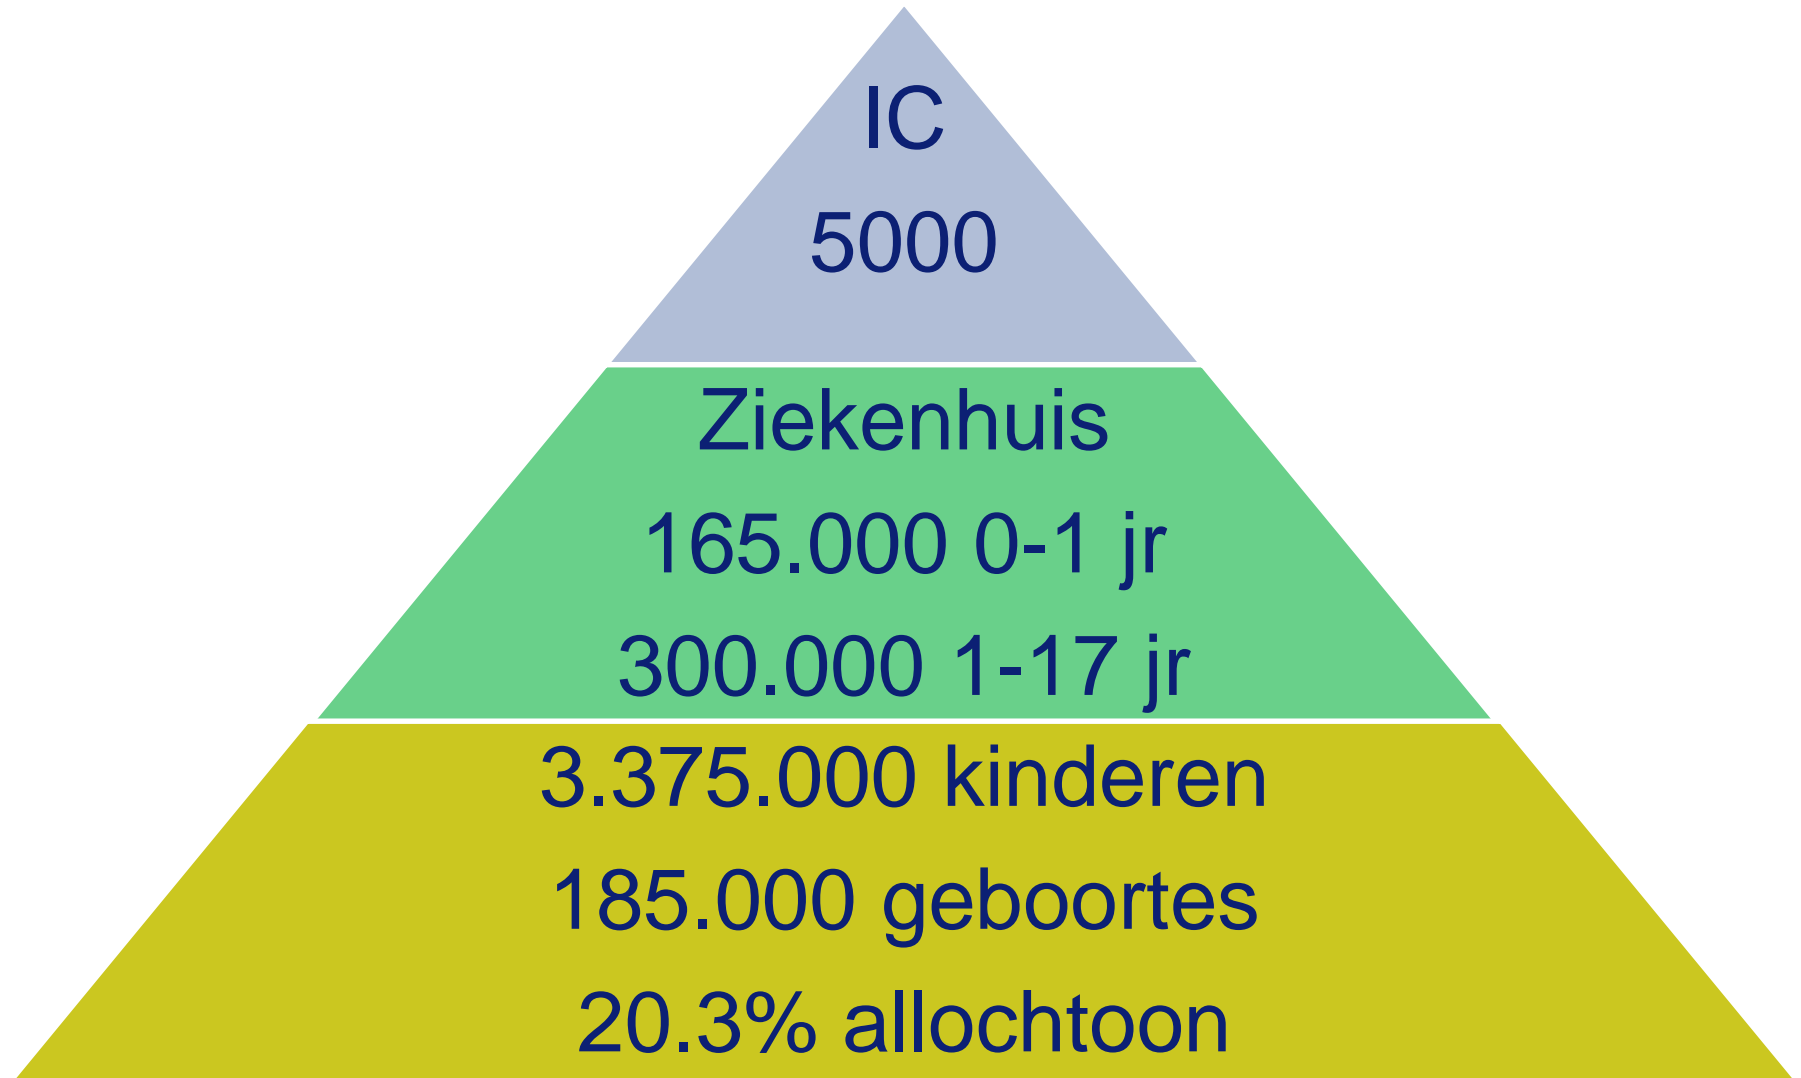 IC
5000
Ziekenhuis
165.000 0-1 jr
300.000 1-17 jr
3.375.000 kinderen
185.000 geboortes
20.3% allochtoon